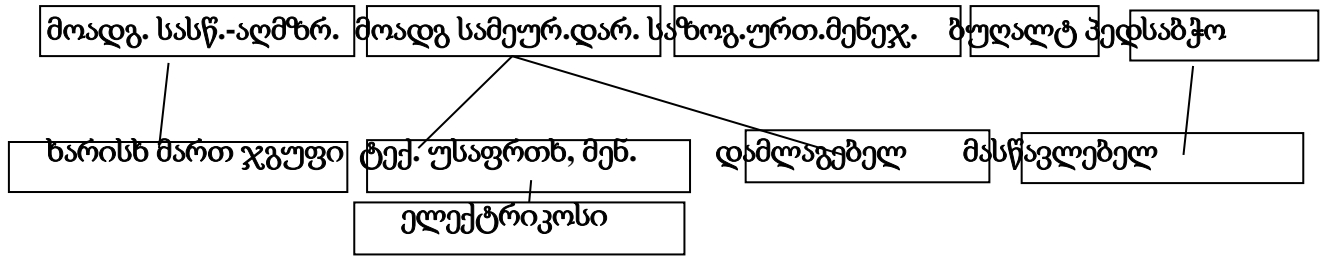 მოადგ. სასწ.-აღმზრ. მოადგ სამეურ.დარ. საზოგ.ურთ.მენეჯ. ბუღალტ პედსაბჭო
ხარისხ მართ ჯგუფი ტექ. უსაფრთხ, მენ. დამლაგებელ მასწავლებელ
ელექტრიკოსი